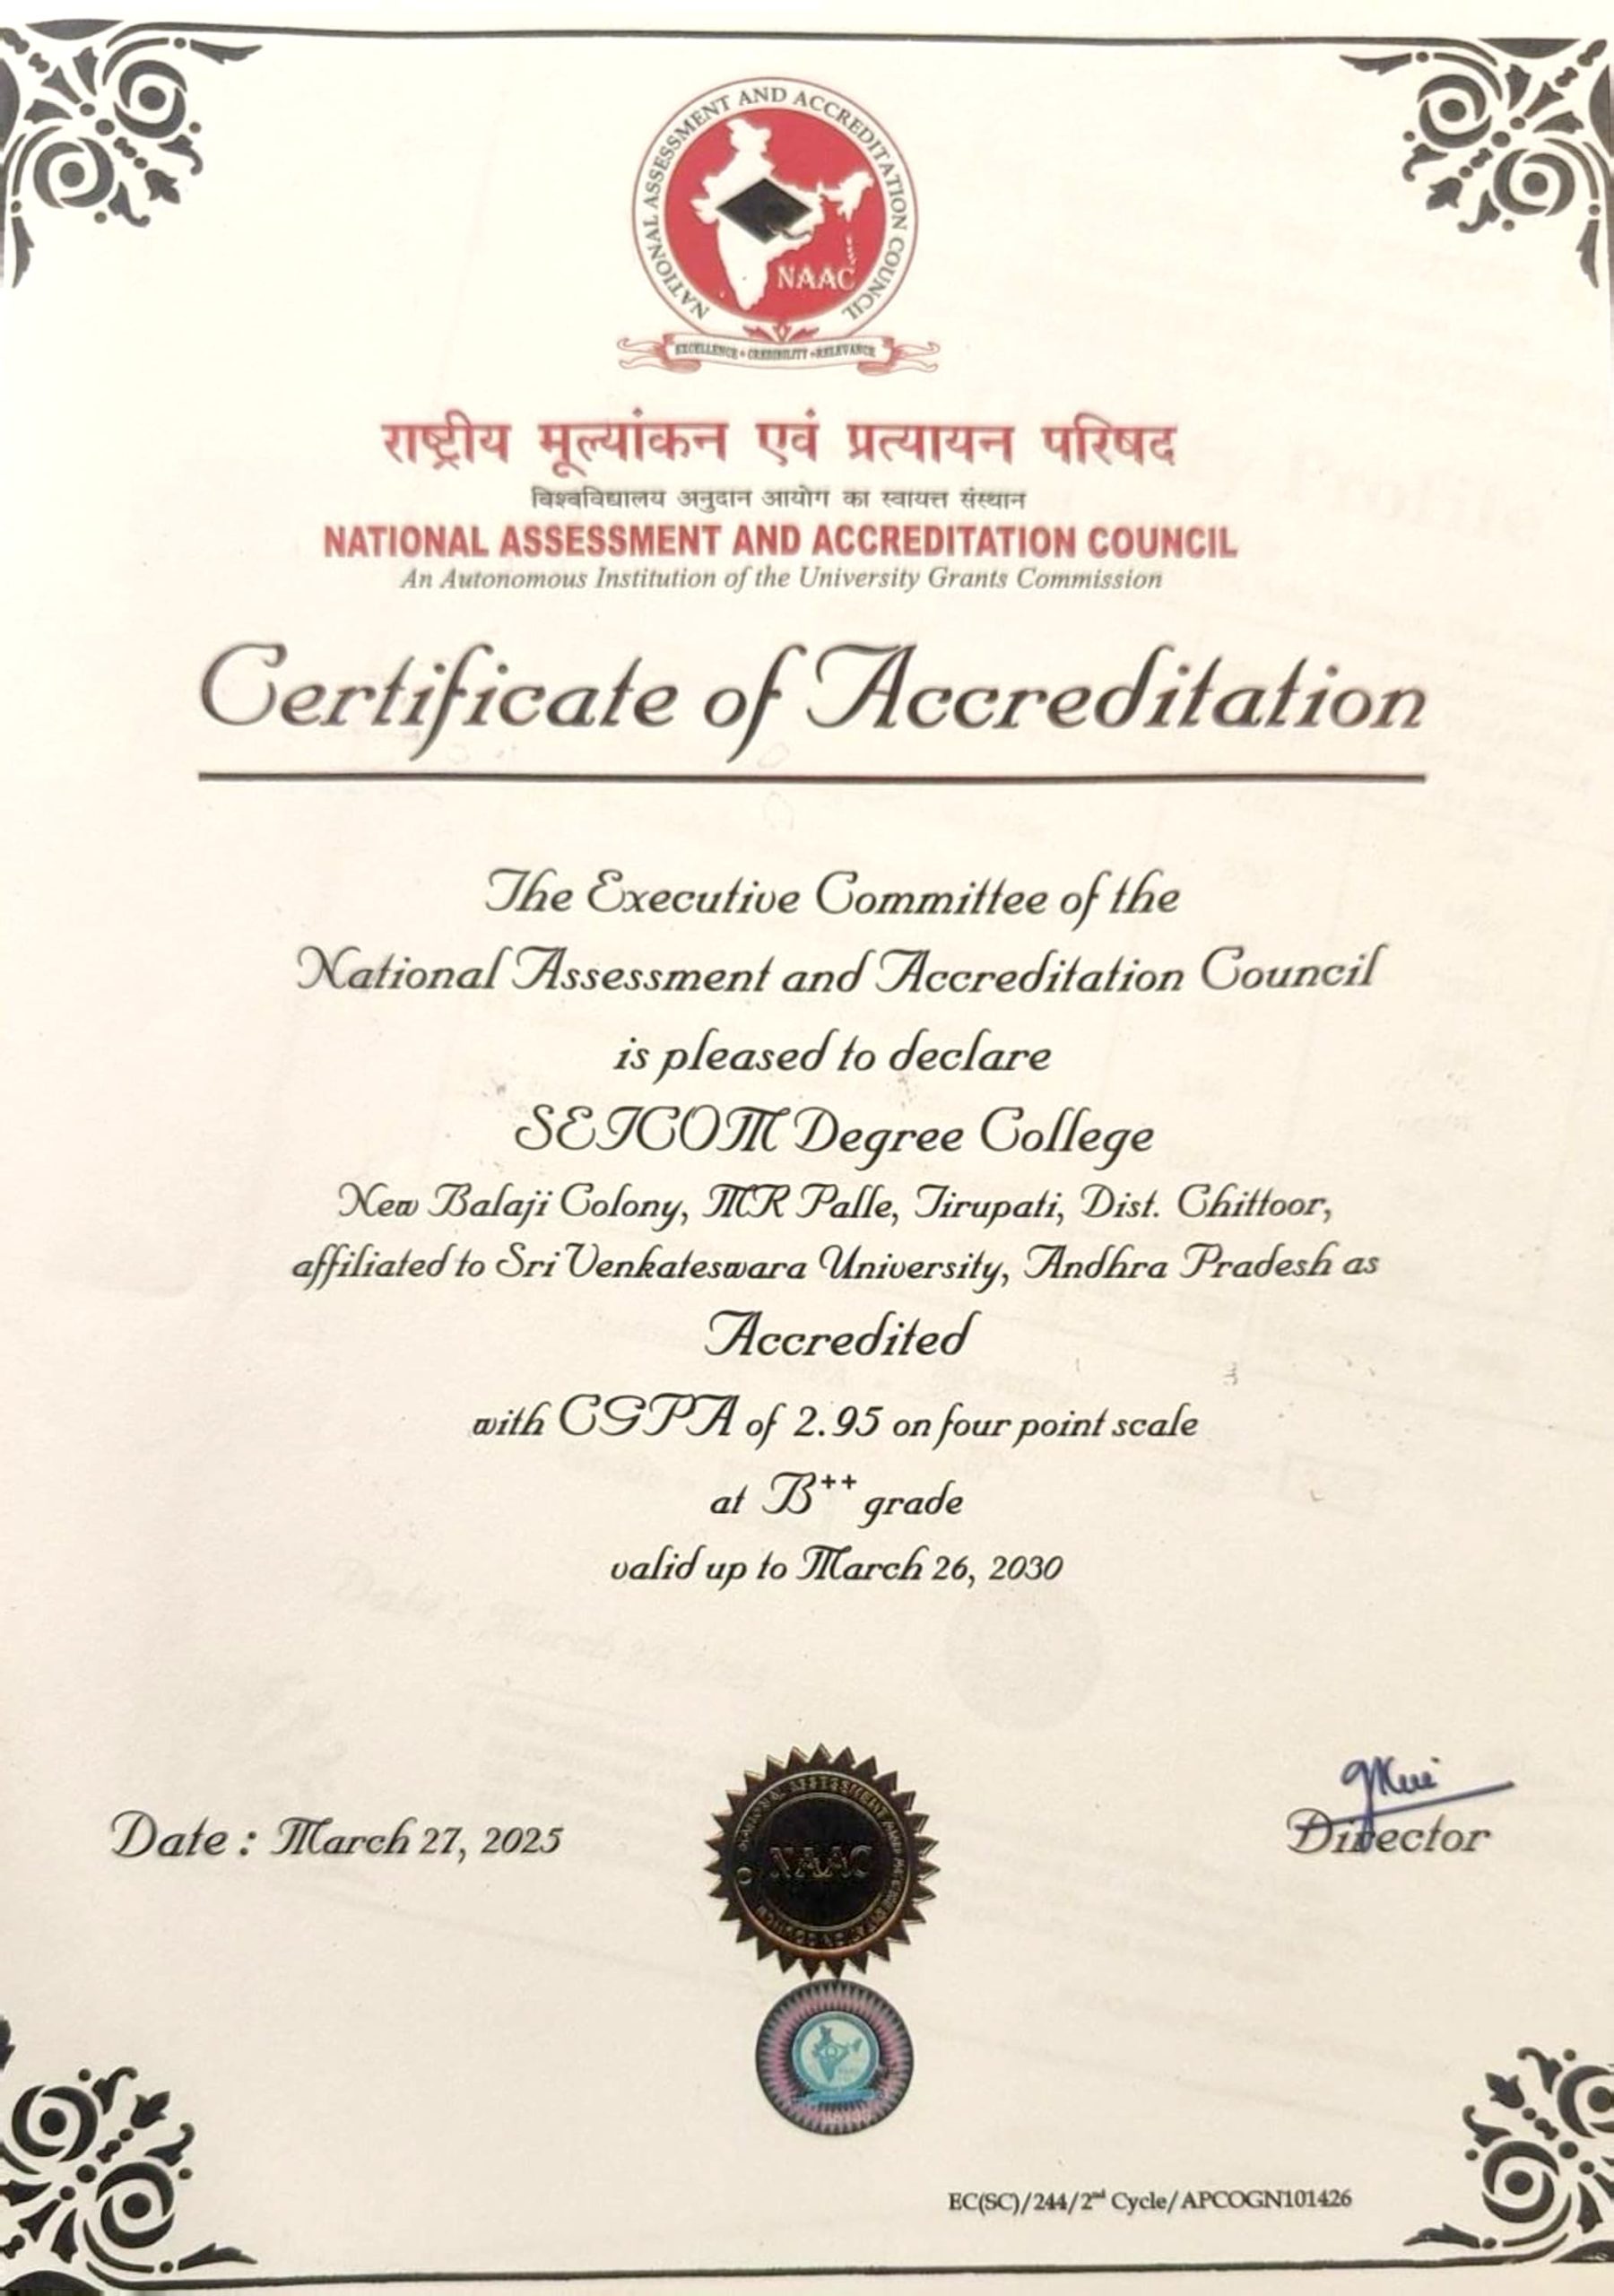 NATIONAL ASSESSMENT AND ACCREDITATION COUNCIL
NAAC
EXCELLENCE • CREDIBILITY • RELEVANCE
राष्ट्रीय मूल्यांकन एवं प्रत्यायन परिषद
विश्वविद्यालय अनुदान आयोग का स्वायत्त संस्थान
NATIONAL ASSESSMENT AND ACCREDITATION COUNCIL
An Autonomous Institution of the University Grants Commission
Certificate of Accreditation
The Executive Committee of the
National Assessment and Accreditation Council
is pleased to declare
SEICOM Degree College
New Balaji Colony, MR Palle, Tirupati, Dist. Chittoor,
affiliated to Sri Venkateswara University, Andhra Pradesh as
Accredited
with CGPA of 2.95 on four point scale
at B++ grade
valid up to March 26, 2030
Date : March 27, 2025
NAAC
Director
EC(SC)/244/2nd Cycle/APCOGN101426